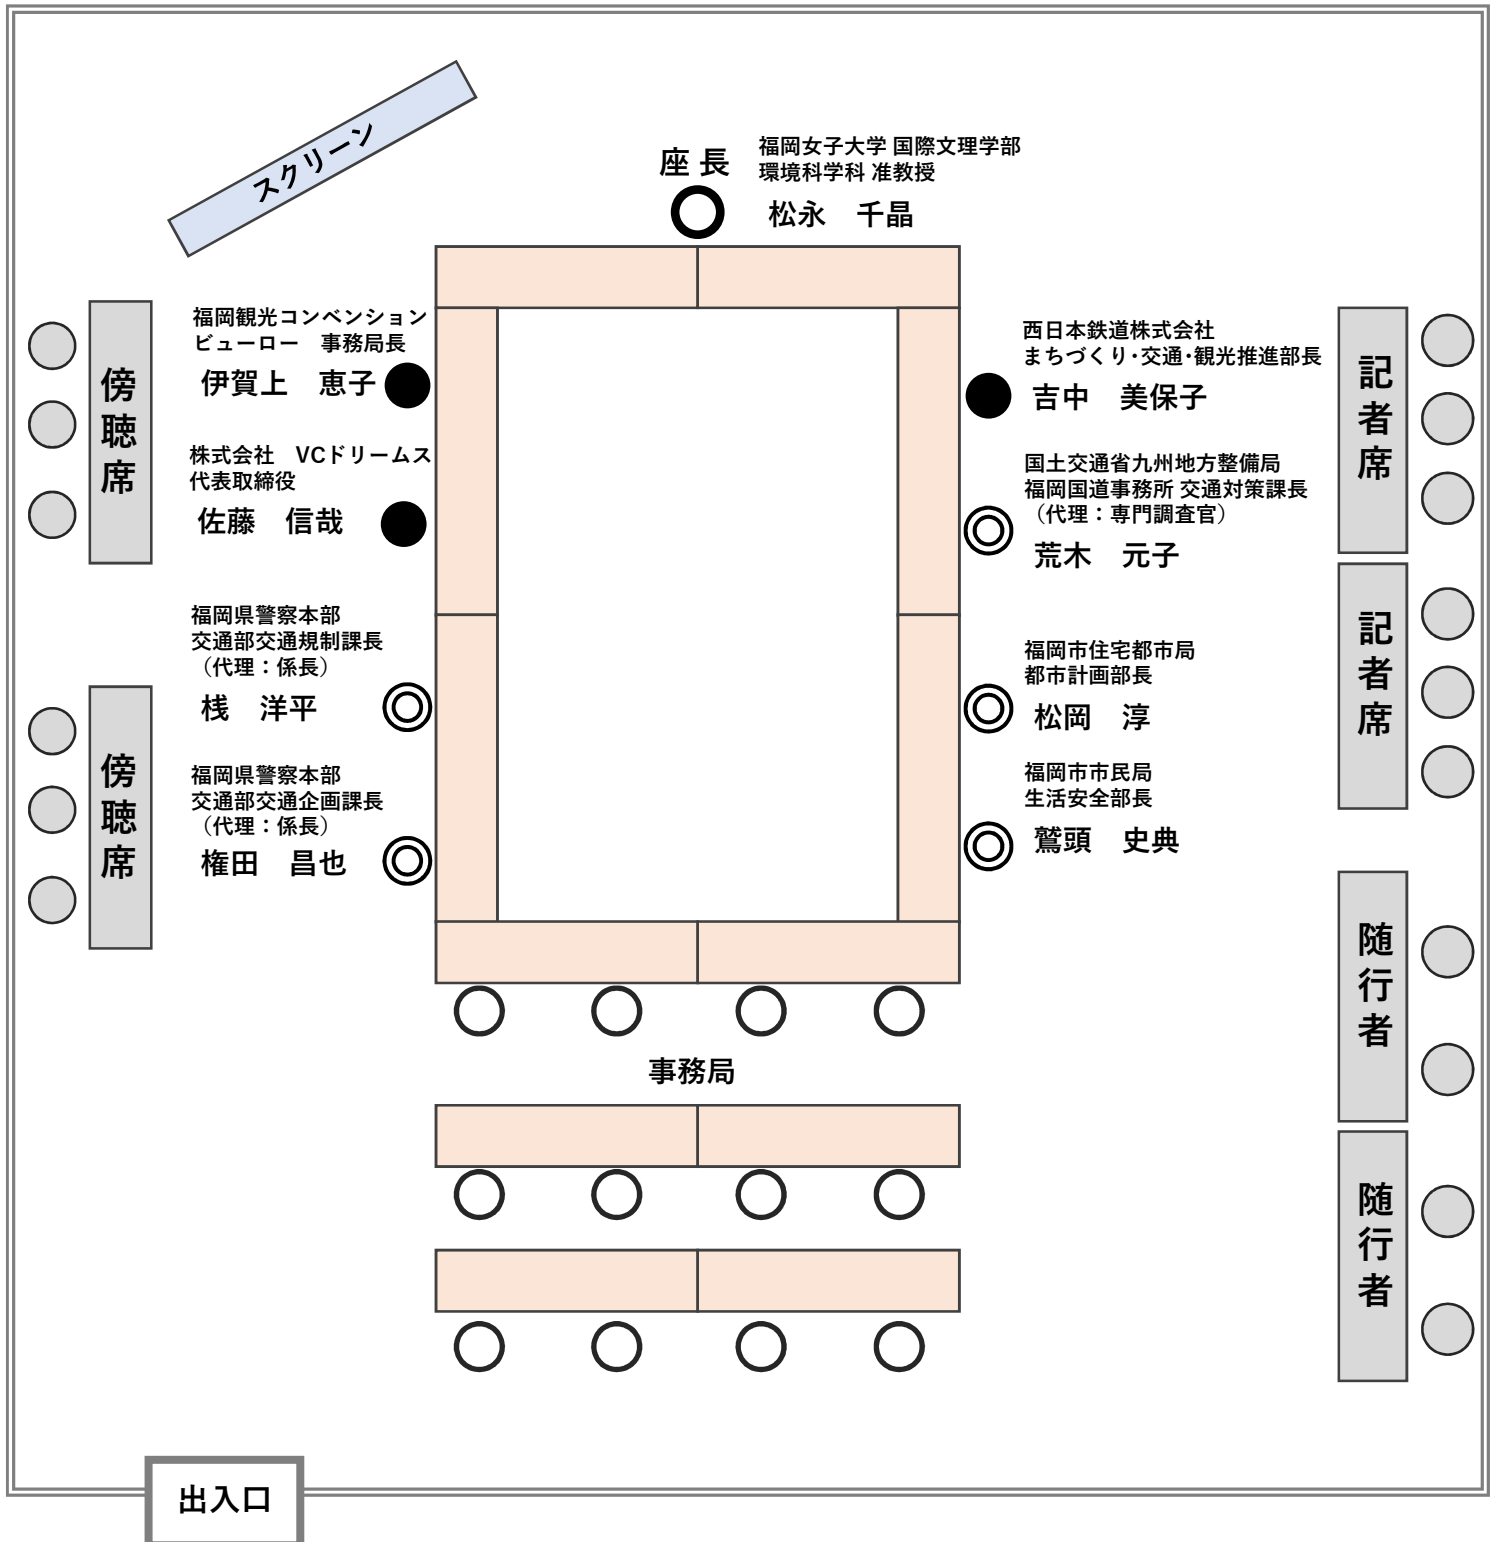 スクリーン
座 長
福岡女子大学 国際文理学部
環境科学科 准教授
松永　千晶
福岡観光コンベンション
ビューロー　事務局長
伊賀上　恵子
株式会社　VCドリームス
代表取締役
佐藤　信哉
福岡県警察本部
交通部交通規制課長
（代理：係長）
桟　洋平
福岡県警察本部
交通部交通企画課長
（代理：係長）
権田　昌也
西日本鉄道株式会社
まちづくり・交通・観光推進部長
吉中　美保子
国土交通省九州地方整備局
福岡国道事務所 交通対策課長
（代理：専門調査官）
荒木　元子
福岡市住宅都市局
都市計画部長
松岡　淳
福岡市市民局
生活安全部長
鷲頭　史典
傍聴席
傍聴席
記者席
記者席
随行者
随行者
事務局
出入口